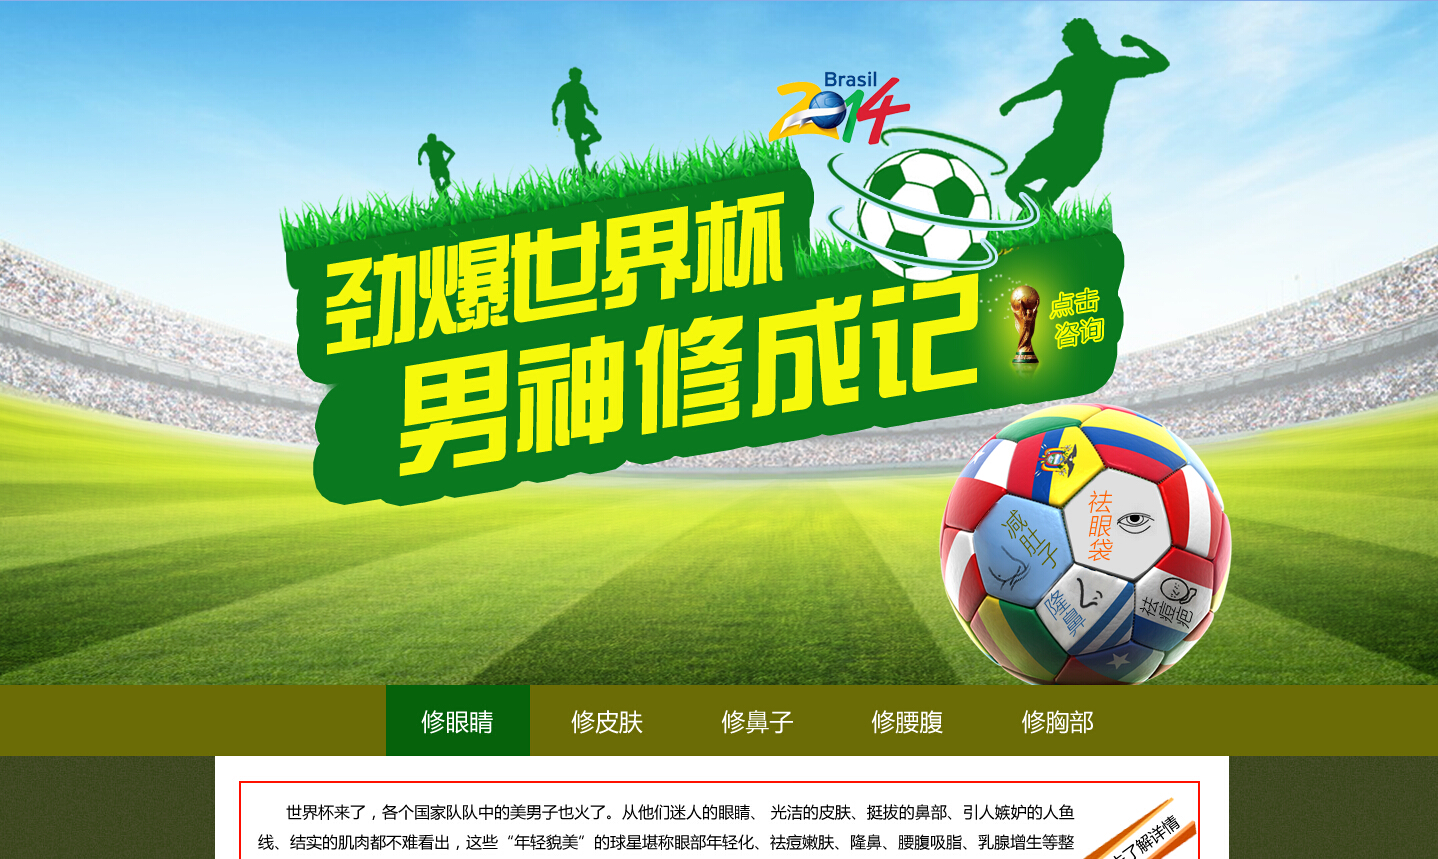 Brasil
2014
劲爆世界杯
男神修成记
点击
咨询
祛眼袋
减肚子
隆鼻
祛痘疤
修眼睛
修皮肤
修鼻子
修腰腹
修胸部
世界杯来了，各个国家队队中的美男子也火了。从他们迷人的眼睛、 光洁的皮肤、挺拔的鼻部、引人嫉妒的人鱼
线、结实的肌肉都不难看出，这些“年轻貌美”的球星堪称眼部年轻化、祛痘嫩肤、隆鼻、腰腹吸脂、乳腺增生等整
了解详情